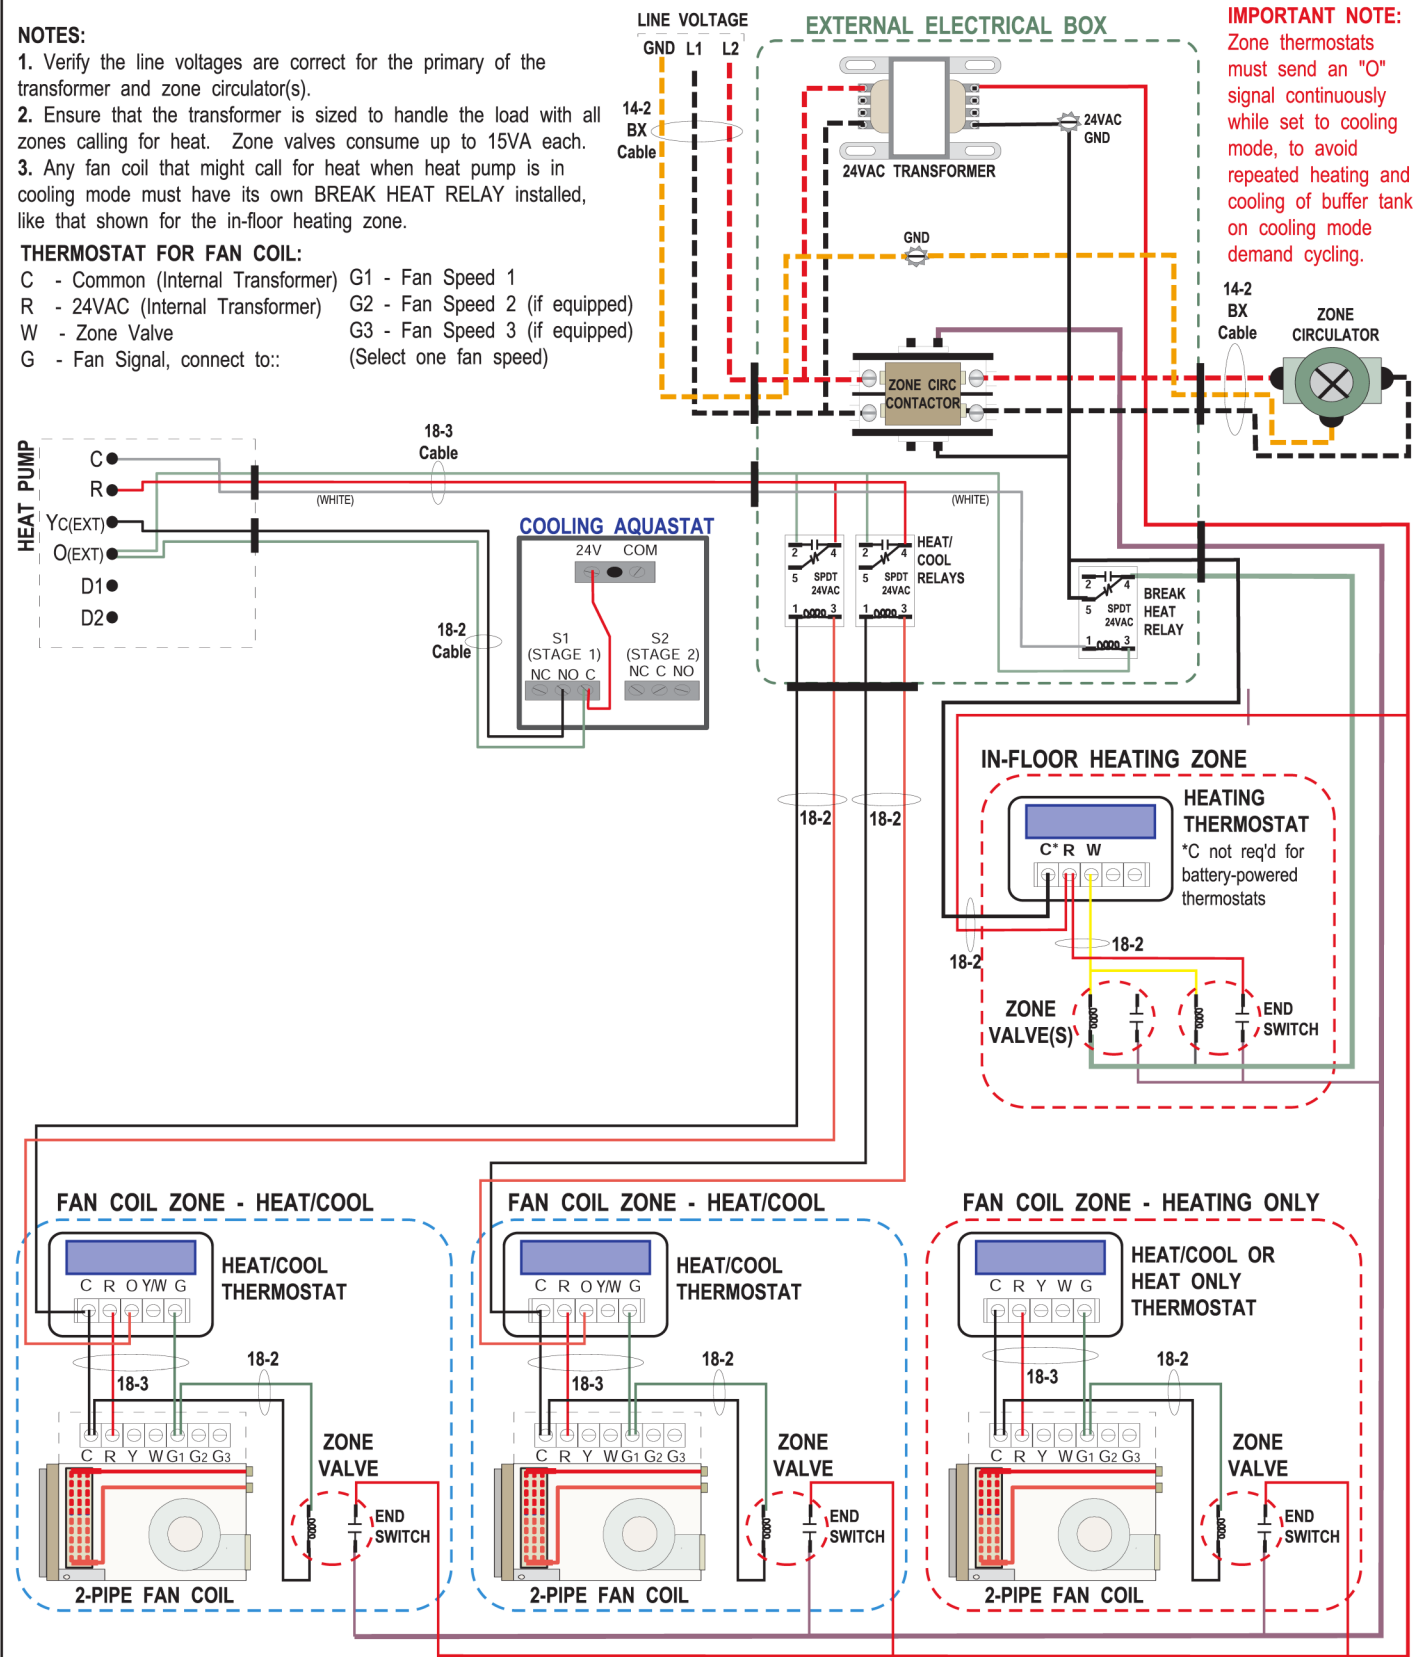 NOTES:
1. Verify the line voltages are correct for the primary of the
transformer and zone circulator(s).
2. Ensure that the transformer is sized to handle the load with all
zones calling for heat. Zone valves consume up to 15VA each.
3. Any fan coil that might call for heat when heat pump is in
cooling mode must have its own BREAK HEAT RELAY installed,
like that shown for the in-floor heating zone.
THERMOSTAT FOR FAN COIL:
C - Common (Internal Transformer)
R - 24VAC (Internal Transformer)
W - Zone Valve
G - Fan Signal, connect to::
G1 - Fan Speed 1
G2 - Fan Speed 2 (if equipped)
G3 - Fan Speed 3 (if equipped)
(Select one fan speed)
LINE VOLTAGE
GND L1 L2
14-2
BX
Cable
EXTERNAL ELECTRICAL BOX
24VAC
GND
24VAC TRANSFORMER
GND
IMPORTANT NOTE:
Zone thermostats
must send an "O"
signal continuously
while set to cooling
mode, to avoid
repeated heating and
cooling of buffer tank
on cooling mode
demand cycling.
14-2
BX
Cable
ZONE
CIRCULATOR
ZONE CIRC
CONTACTOR
HEAT PUMP
C
R
YC(EXT)
O(EXT)
D1
D2
18-3
Cable
(WHITE)
(WHITE)
18-2
Cable
COOLING AQUASTAT
24V COM
S1
(STAGE 1)
NC NO C
S2
(STAGE 2)
NC C NO
2 4
5 SPDT
24VAC
1 3
2 4
5 SPDT
24VAC
1 3
HEAT/
COOL
RELAYS
2 4
5 SPDT
24VAC
1 3
BREAK
HEAT
RELAY
18-2
18-2
IN-FLOOR HEATING ZONE
HEATING
THERMOSTAT
*C not req'd for
battery-powered
thermostats
C* R W
18-2
18-2
ZONE
VALVE(S)
END
SWITCH
FAN COIL ZONE - HEAT/COOL
HEAT/COOL
THERMOSTAT
C R O Y/W G
18-2
18-3
C R Y W G1 G2 G3
ZONE
VALVE
END
SWITCH
2-PIPE FAN COIL
FAN COIL ZONE - HEAT/COOL
HEAT/COOL
THERMOSTAT
C R O Y/W G
18-2
18-3
C R Y W G1 G2 G3
ZONE
VALVE
END
SWITCH
2-PIPE FAN COIL
FAN COIL ZONE - HEATING ONLY
HEAT/COOL OR
HEAT ONLY
THERMOSTAT
C R Y W G
18-2
18-3
C R Y W G1 G2 G3
ZONE
VALVE
END
SWITCH
2-PIPE FAN COIL